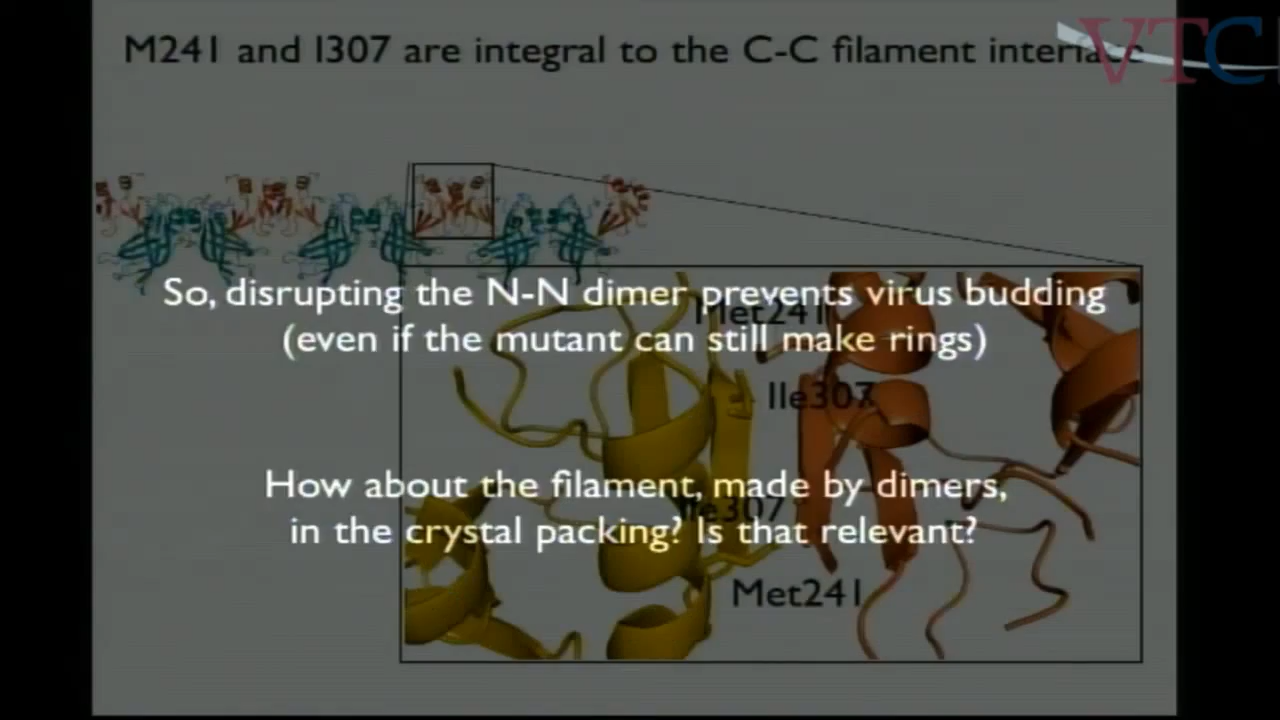 M241 and I307 are integral to the C-C filament interface
VTC
So, disrupting the N-N dimer prevents virus budding
(even if the mutant can still make rings)
Met241
Ile307
How about the filament, made by dimers,
in the crystal packing? Is that relevant?
Ile307
Met241